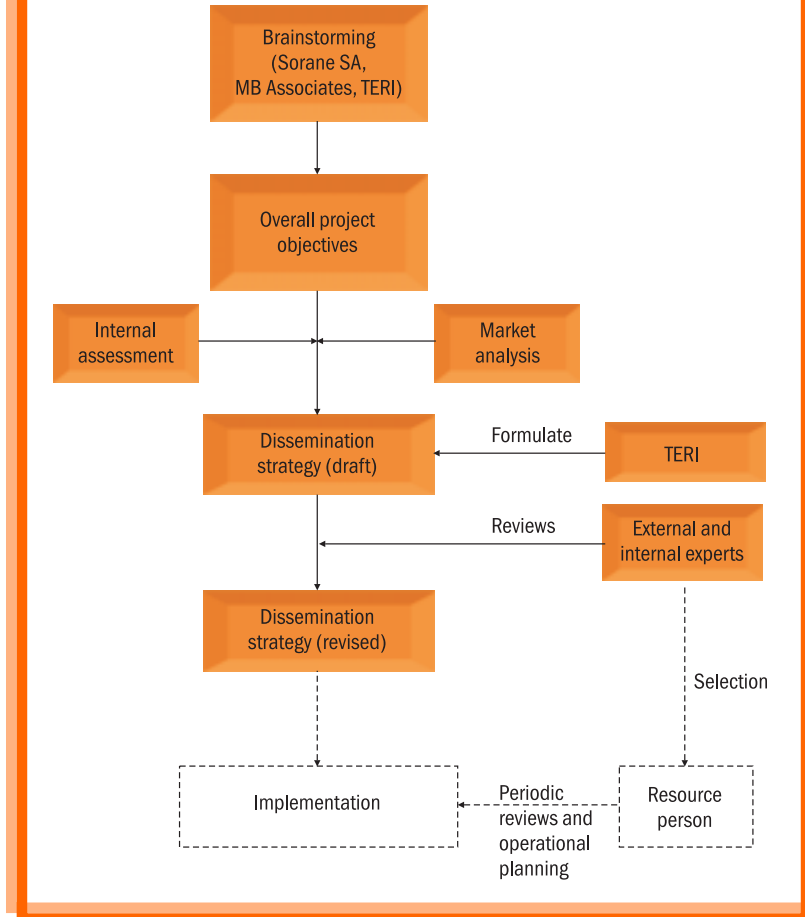 Brainstorming
(Sorane SA,
MB Associates, TERI)
Overall project
objectives
Internal
assessment
Market
analysis
Dissemination
strategy (draft)
Formulate
TERI
Reviews
External and
internal experts
Dissemination
strategy (revised)
Selection
Implementation
Periodic
reviews and
operational
planning
Resource
person